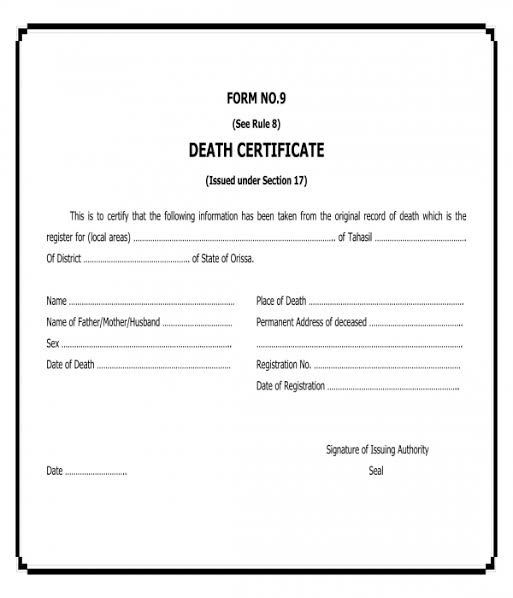 FORM NO.9
(See Rule 8)
DEATH CERTIFICATE
(Issued under Section 17)
This is to certify that the following information has been taken from the original record of death which is the
register for (local areas) ........................................................................ of Tahasil ..................................
Of District ........................................ of State of Orissa.
Name ............................................................... Place of Death ...........................................................
Name of Father/Mother/Husband .......................... Permanent Address of deceased ...................................
Sex ................................................................. ...............................................................................
Date of Death ................................................... Registration No. ........................................................
Date of Registration ..................................................
Signature of Issuing Authority
Date ........................ Seal